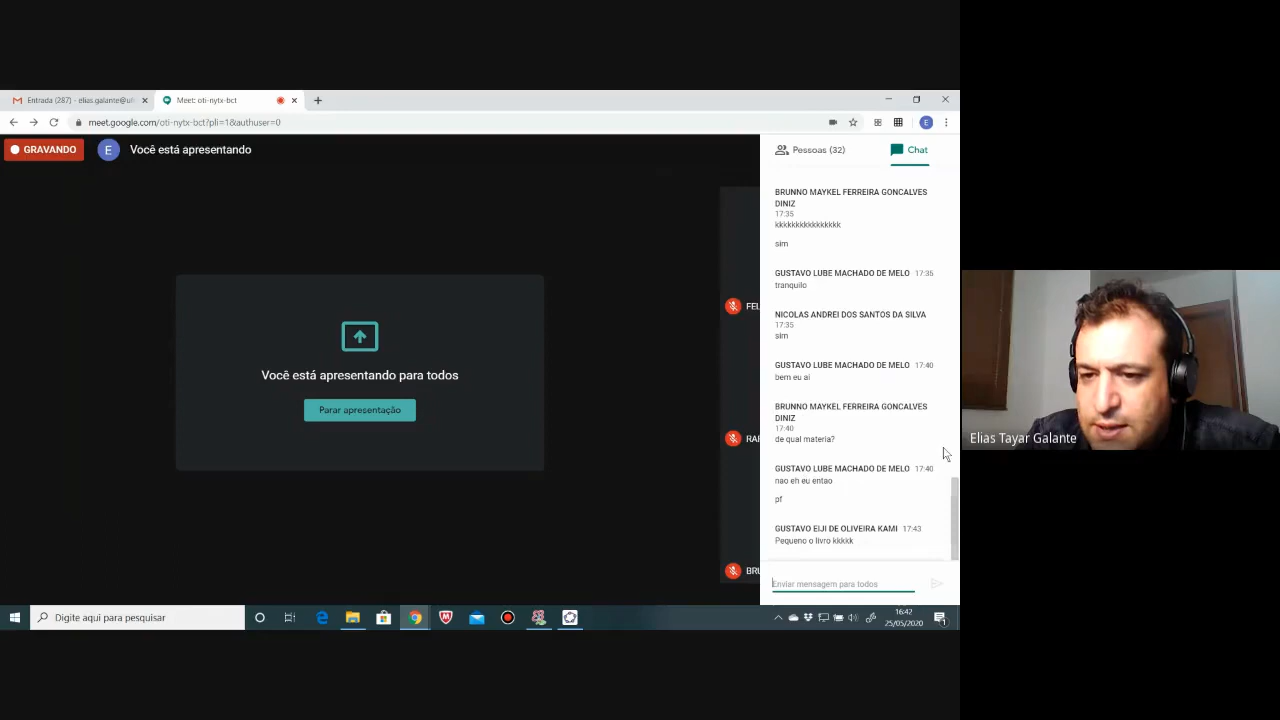 Entrada (287) - elias.galante@uf
Meet: oti-nytx-bct
meet.google.com/oti-nytx-bct?pli=1&authuser=0
E
GRAVANDO
E
Você está apresentando
Pessoas (32)
Chat
BRUNNO MAYKEL FERREIRA GONCALVES
DINIZ
17:35
kkkkkkkkkkkkkkkk
sim
GUSTAVO LUBE MACHADO DE MELO 17:35
tranquilo
NICOLAS ANDREI DOS SANTOS DA SILVA
17:35
sim
GUSTAVO LUBE MACHADO DE MELO 17:40
bem eu ai
BRUNNO MAYKEL FERREIRA GONCALVES
DINIZ
17:40
de qual materia?
GUSTAVO LUBE MACHADO DE MELO 17:40
nao eh eu entao
pf
GUSTAVO EIJI DE OLIVEIRA KAMI 17:43
Pequeno o livro kkkkk
Enviar mensagem para todos
Você está apresentando para todos
Parar apresentação
FEL
RAF
BRU
Elias Tayar Galante
Digite aqui para pesquisar
16:42
25/05/2020